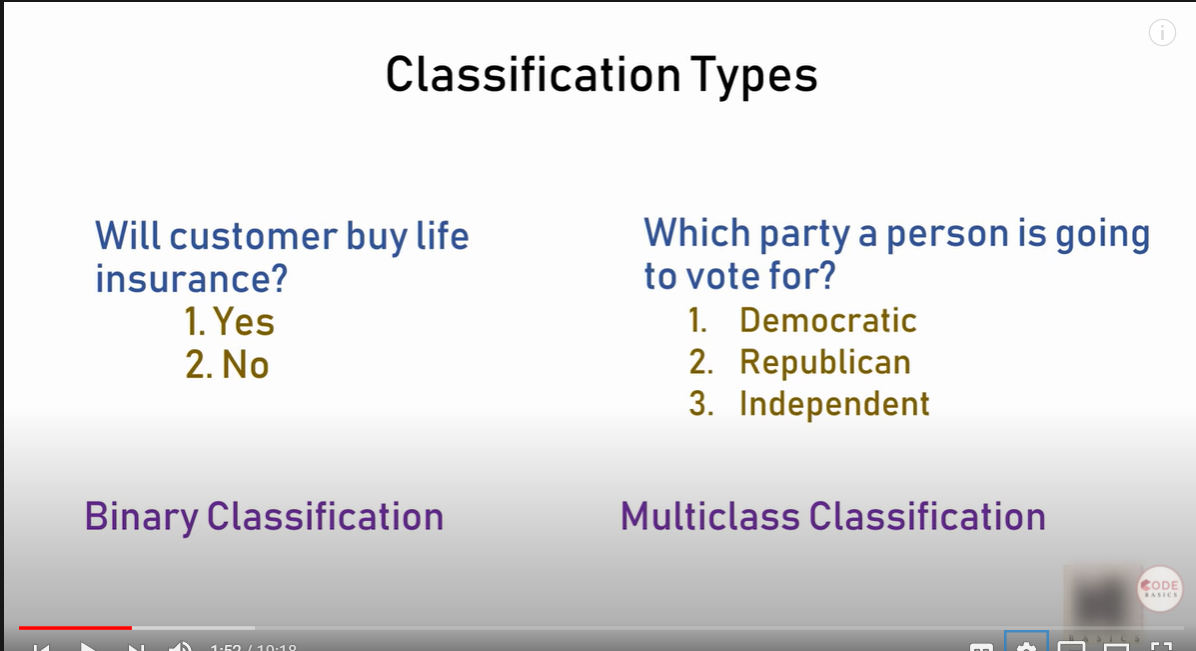 Classification Types
Will customer buy life
insurance?
1. Yes
2. No
Which party a person is going
to vote for?
1. Democratic
2. Republican
3. Independent
Binary Classification
Multiclass Classification
CODE
BASICS
1:52 / 19:18